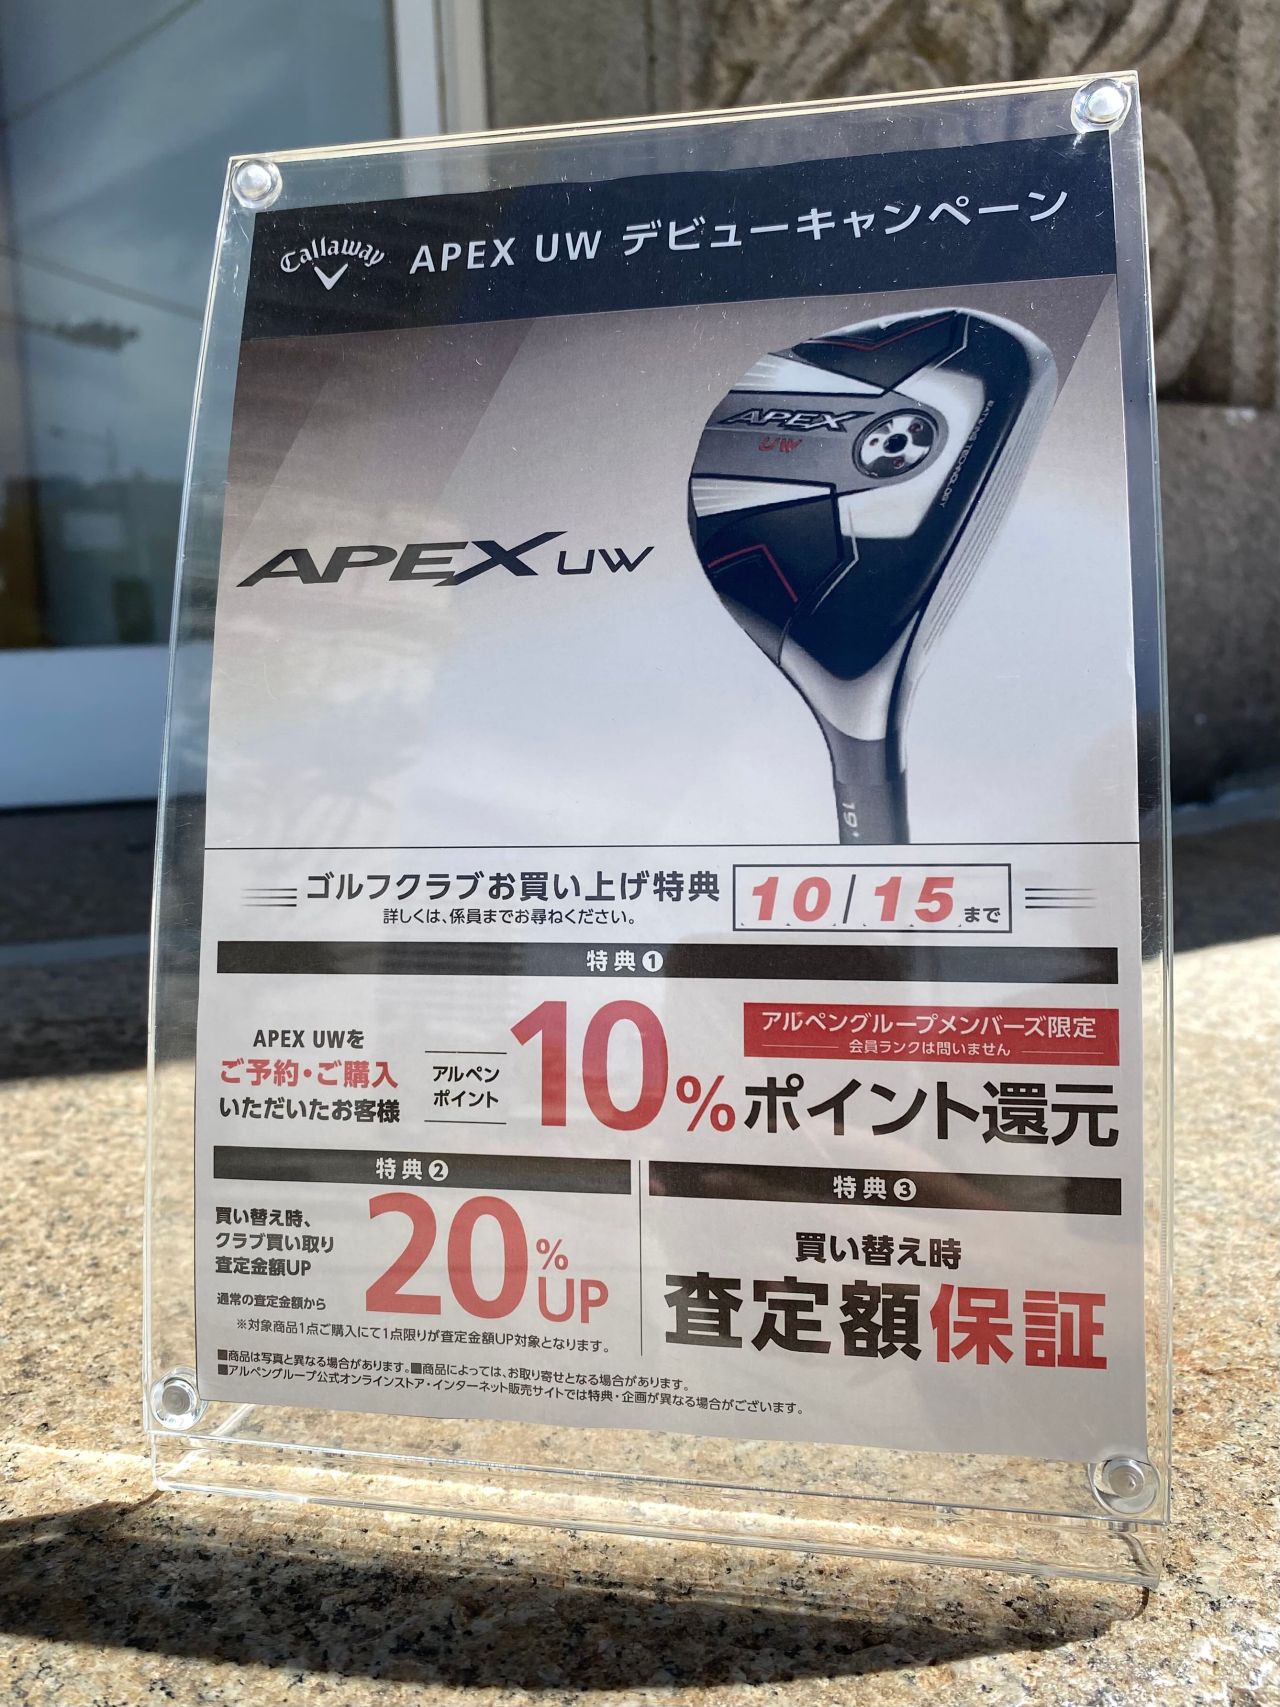 Callaway APEX UW デビューキャンペーン
APEX
UW
19°
APEX UW
ゴルフクラブお買い上げ特典 10/15まで
詳しくは、係員までお尋ねください。
特典❶
APEX UWを
ご予約・ご購入
いただいたお客様
アルペン
ポイント
10%ポイント還元
アルペングループメンバーズ限定
会員ランクは問いません
特典❷
買い替え時、
クラブ買い取り
査定金額UP
通常の査定金額から
20%UP
※対象商品1点ご購入にて1点限りが査定金額UP対象となります。
特典❸
買い替え時
査定額保証
■商品は写真と異なる場合があります。■商品によっては、お取り寄せとなる場合があります。
■アルペングループ公式オンラインストア・インターネット販売サイトでは特典・企画が異なる場合がございます。